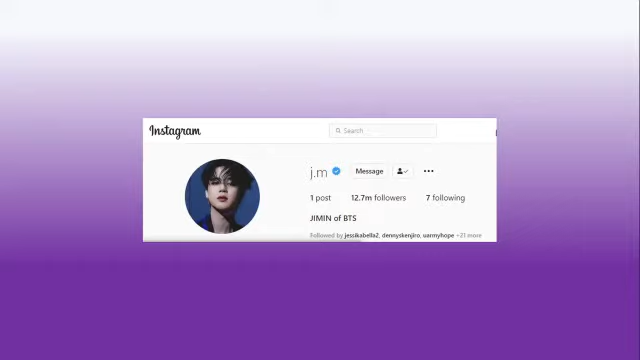 Instagram
Search
j.m
Message
1 post 12.7m followers 7 following
JIMIN of BTS
Followed by jessikabella2, dennyskenjiro, uarmyhope +21 more